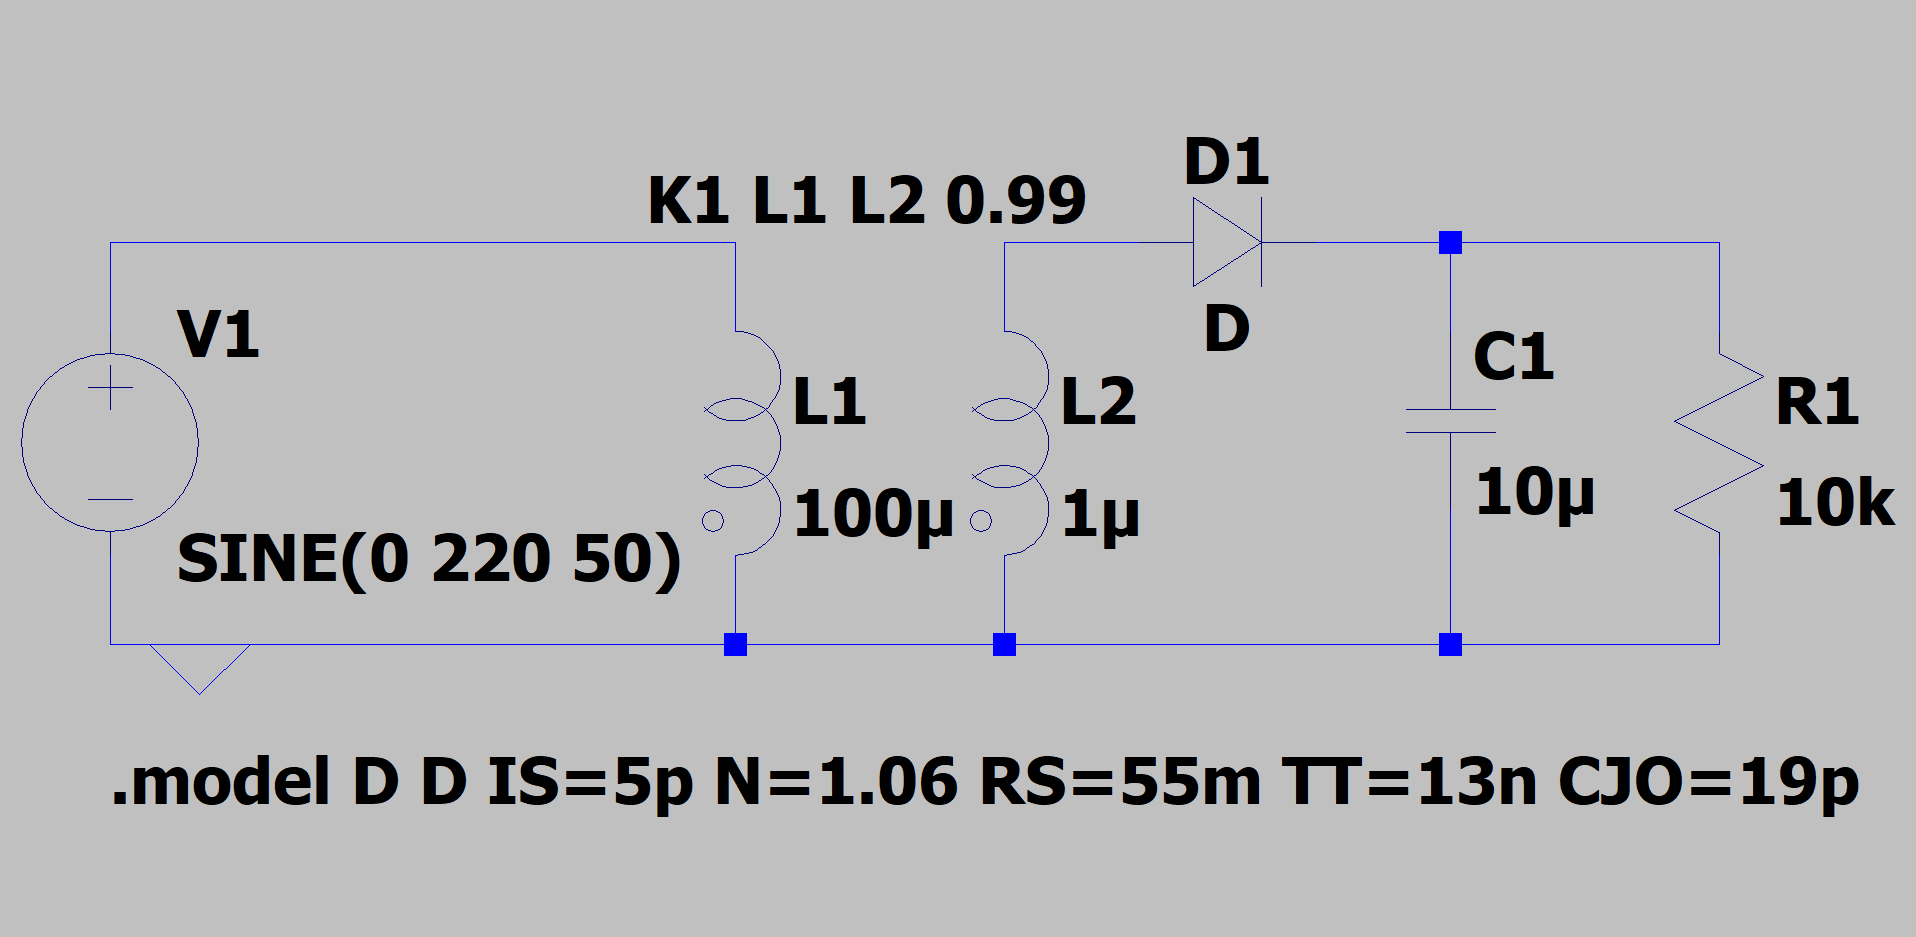 K1 L1 L2 0.99
D1
D
V1
SINE(0 220 50)
L1
100µ
L2
1µ
C1
10µ
R1
10k
.model D D IS=5p N=1.06 RS=55m TT=13n CJO=19p